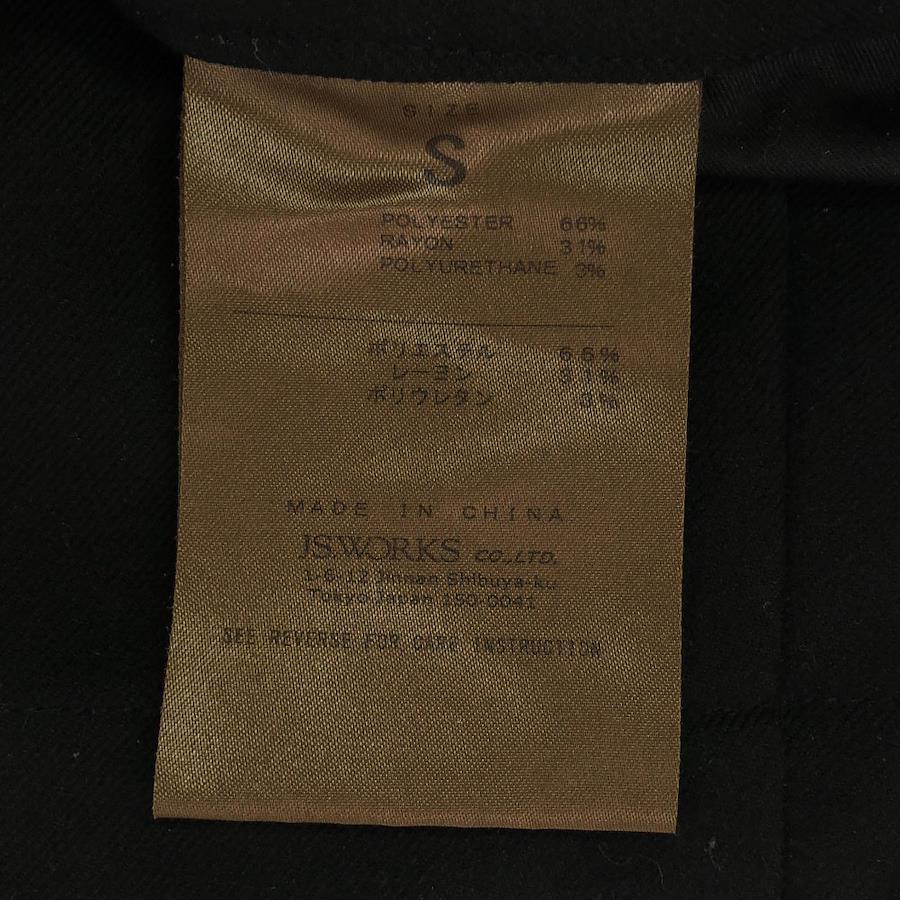 SIZE
S
POLYESTER 66%
RAYON 31%
POLYURETHANE 3%
ポリエステル 66%
レーヨン 31%
ポリウレタン 3%
MADE IN CHINA
JS.WORKS CO.,LTD.
1-6-12 Jinnan Shibuya-ku
Tokyo Japan 150-0041
SEE REVERSE FOR CARE INSTRUCTION